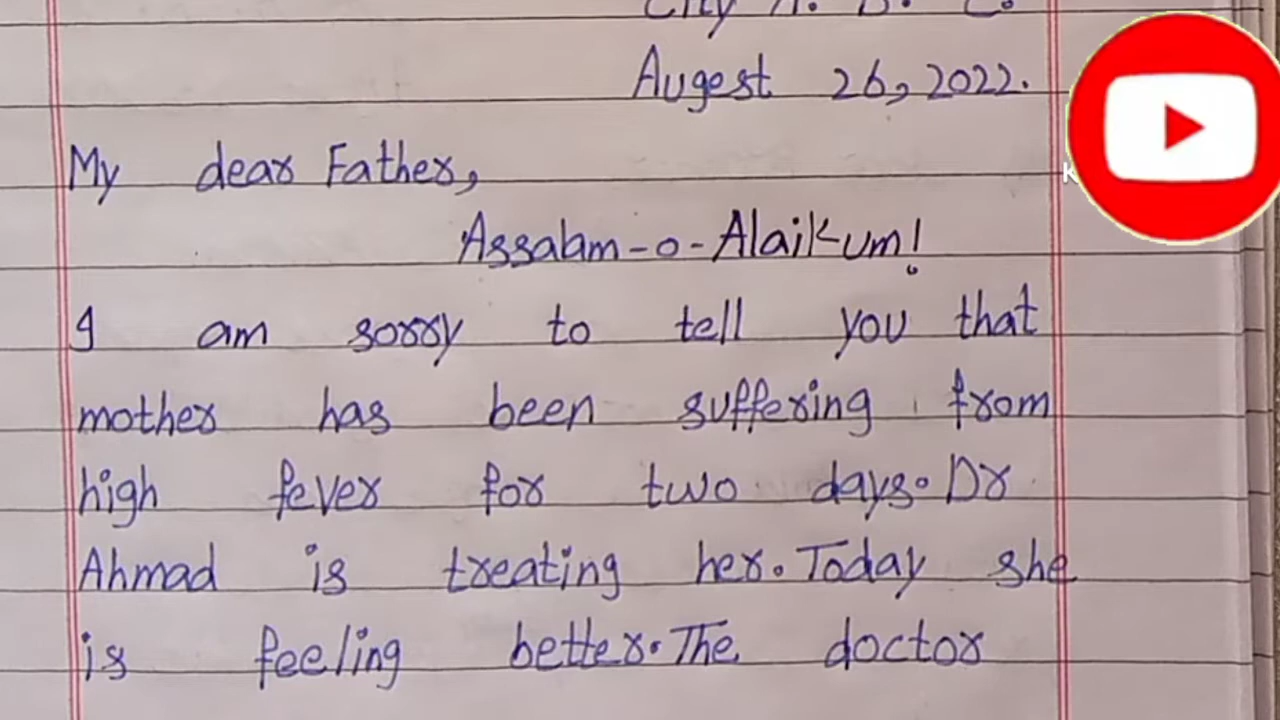 City A. B. C.
Augest 26, 2022.
My dear Father,
Assalam-o-Alaikum!
I am sorry to tell you that
mother has been suffering from
high fever for two days. Dr
Ahmad is treating her. Today she
is feeling better. The doctor